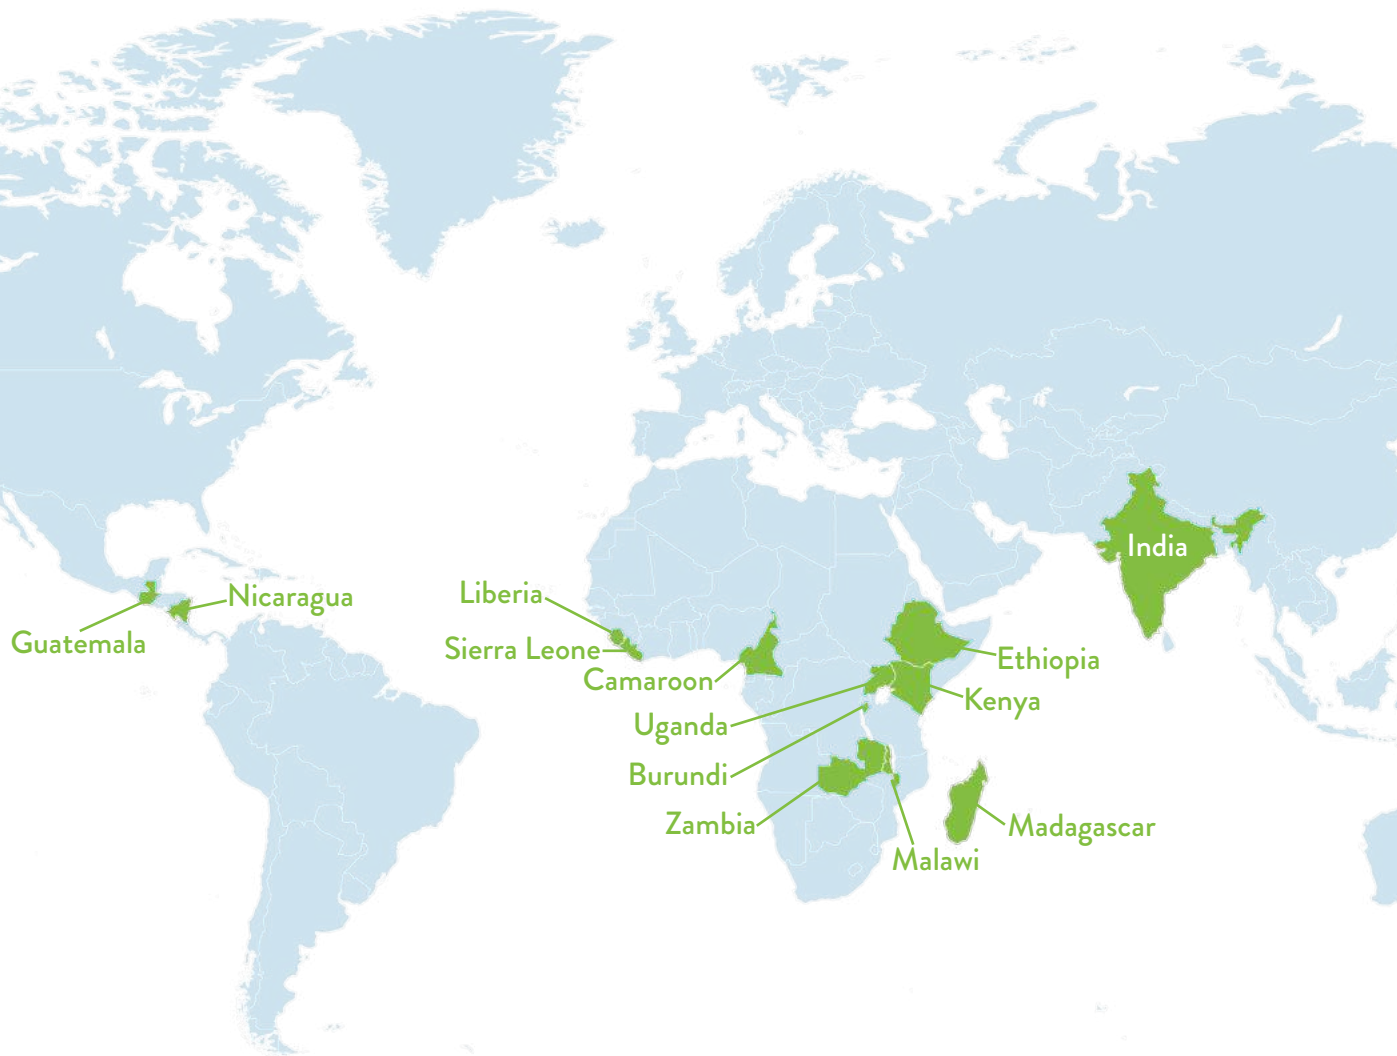 India
Liberia
Nicaragua
Guatemala
Sierra Leone
Ethiopia
Camaroon
Kenya
Uganda
Burundi
Zambia
Madagascar
Malawi